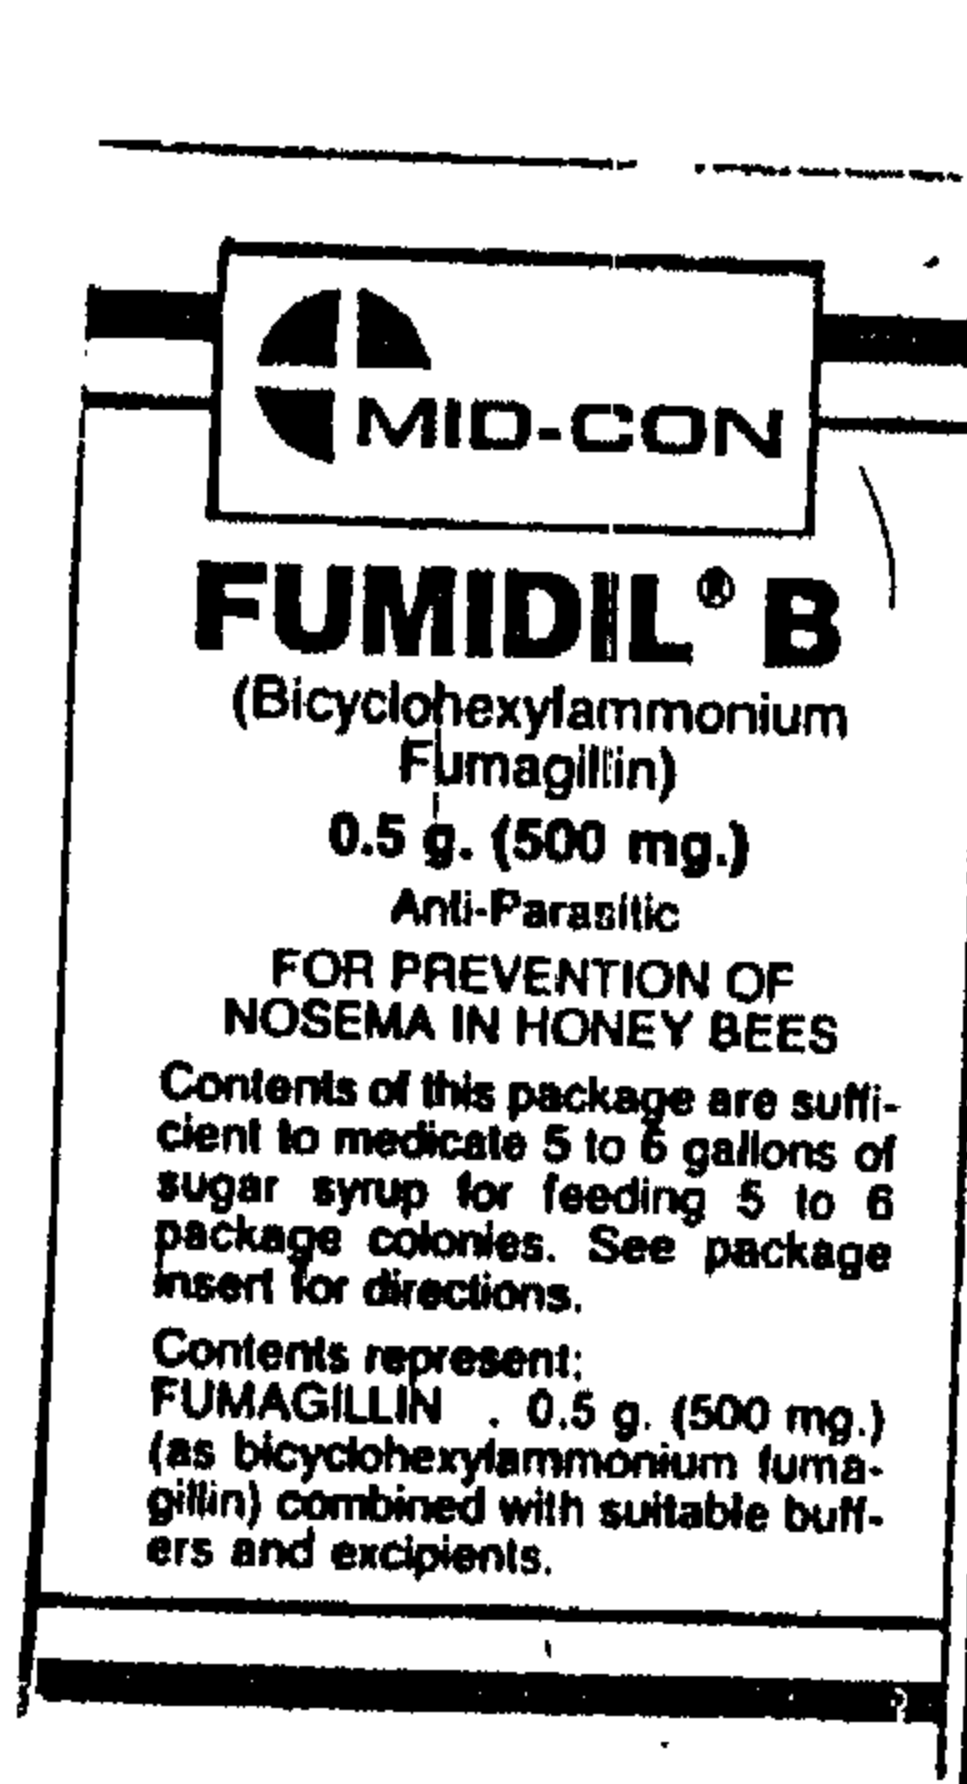 MID-CON
FUMIDIL® B
(Bicyclohexylammonium
Fumagillin)
0.5 g. (500 mg.)
Anti-Parasitic
FOR PREVENTION OF
NOSEMA IN HONEY BEES
Contents of this package are suffi-
cient to medicate 5 to 6 gallons of
sugar syrup for feeding 5 to 6
package colonies. See package
insert for directions.
Contents represent:
FUMAGILLIN . 0.5 g. (500 mg.)
(as bicyclohexylammonium fuma-
gillin) combined with suitable buff-
ers and excipients.